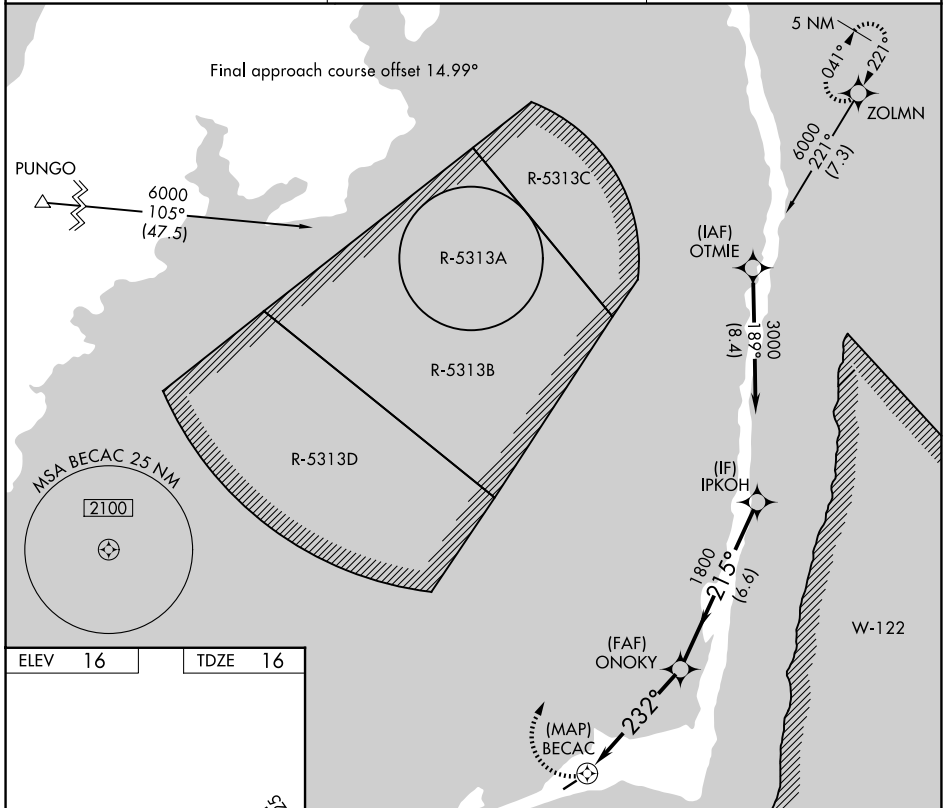 5 NM
041°
221°
Final approach course offset 14.99°
ZOLMN
6000
221°
(7.3)
PUNGO
6000
105°
(47.5)
R-5313C
R-5313A
(IAF)
OTMIE
3000
189°
(8.4)
R-5313B
R-5313D
MSA BECAC 25 NM
2100
(IF)
IPKOH
1800
215°
(6.6)
W-122
(FAF)
ONOKY
ELEV 16
TDZE 16
232°
(MAP)
BECAC